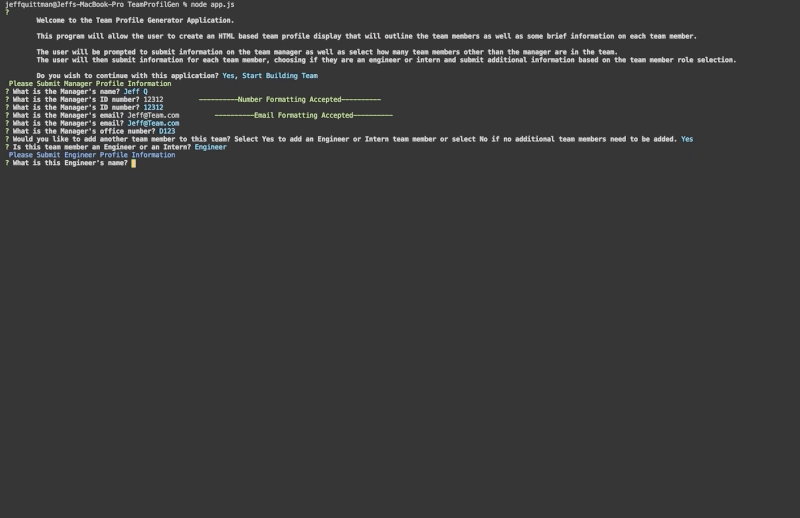 jeffquittman@Jeffs-MacBook-Pro TeamProfilGen % node app.js
?
Welcome to the Team Profile Generator Application.
This program will allow the user to create an HTML based team profile display that will outline the team members as well as some brief information on each team member.
The user will be prompted to submit information on the team manager as well as select how many team members other than the manager are in the team.
The user will then submit information for each team member, choosing if they are an engineer or intern and submit additional information based on the team member role selection.
Do you wish to continue with this application? Yes, Start Building Team
Please Submit Manager Profile Information
? What is the Manager's name? Jeff Q
? What is the Manager's ID number? 12312 ----------Number Formatting Accepted----------
? What is the Manager's ID number? 12312
? What is the Manager's email? Jeff@Team.com ----------Email Formatting Accepted----------
? What is the Manager's email? Jeff@Team.com
? What is the Manager's office number? D123
? Would you like to add another team member to this team? Select Yes to add an Engineer or Intern team member or select No if no additional team members need to be added. Yes
? Is this team member an Engineer or an Intern? Engineer
Please Submit Engineer Profile Information
? What is this Engineer's name?